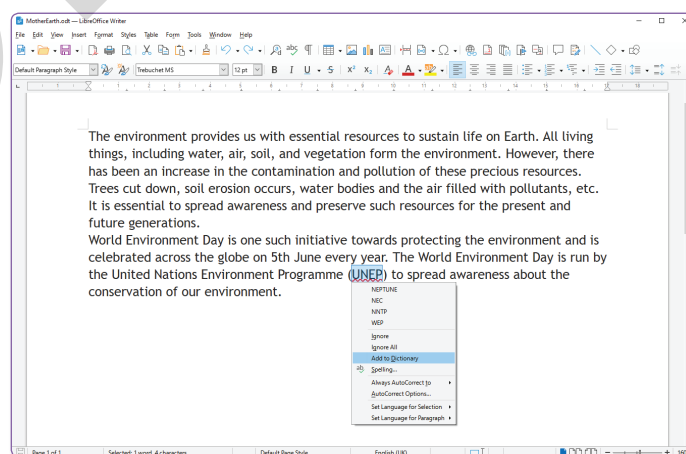 MotherEarth.odt — LibreOffice Writer
File Edit View Insert Format Styles Table Form Tools Window Help
Default Paragraph Style Trebuchet MS 12 pt B I U S X² X₂ A A
The environment provides us with essential resources to sustain life on Earth. All living
things, including water, air, soil, and vegetation form the environment. However, there
has been an increase in the contamination and pollution of these precious resources.
Trees cut down, soil erosion occurs, water bodies and the air filled with pollutants, etc.
It is essential to spread awareness and preserve such resources for the present and
future generations.
World Environment Day is one such initiative towards protecting the environment and is
celebrated across the globe on 5th June every year. The World Environment Day is run by
the United Nations Environment Programme (UNEP) to spread awareness about the
conservation of our environment.
NEPTUNE
NEC
NNTP
WEP
Ignore
Ignore All
Add to Dictionary
Spelling...
Always AutoCorrect to
AutoCorrect Options...
Set Language for Selection
Set Language for Paragraph
Page 1 of 1 Selected: 1 word, 4 characters Default Page Style English (UK)